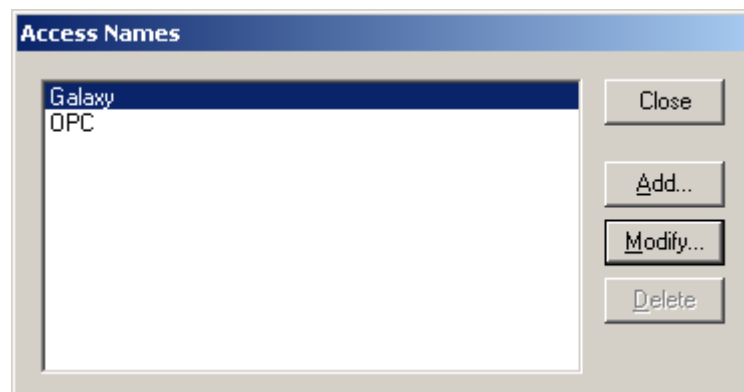 Access Names
Galaxy
OPC
Close
Add...
Modify...
Delete